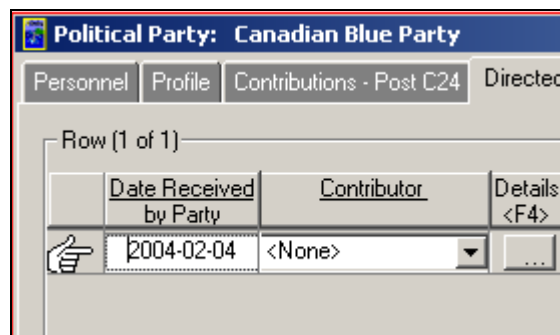 Political Party: Canadian Blue Party
Personnel Profile Contributions - Post C24 Directed
Row (1 of 1)
Date Received by Party Contributor Details <F4>
2004-02-04 <None> ...